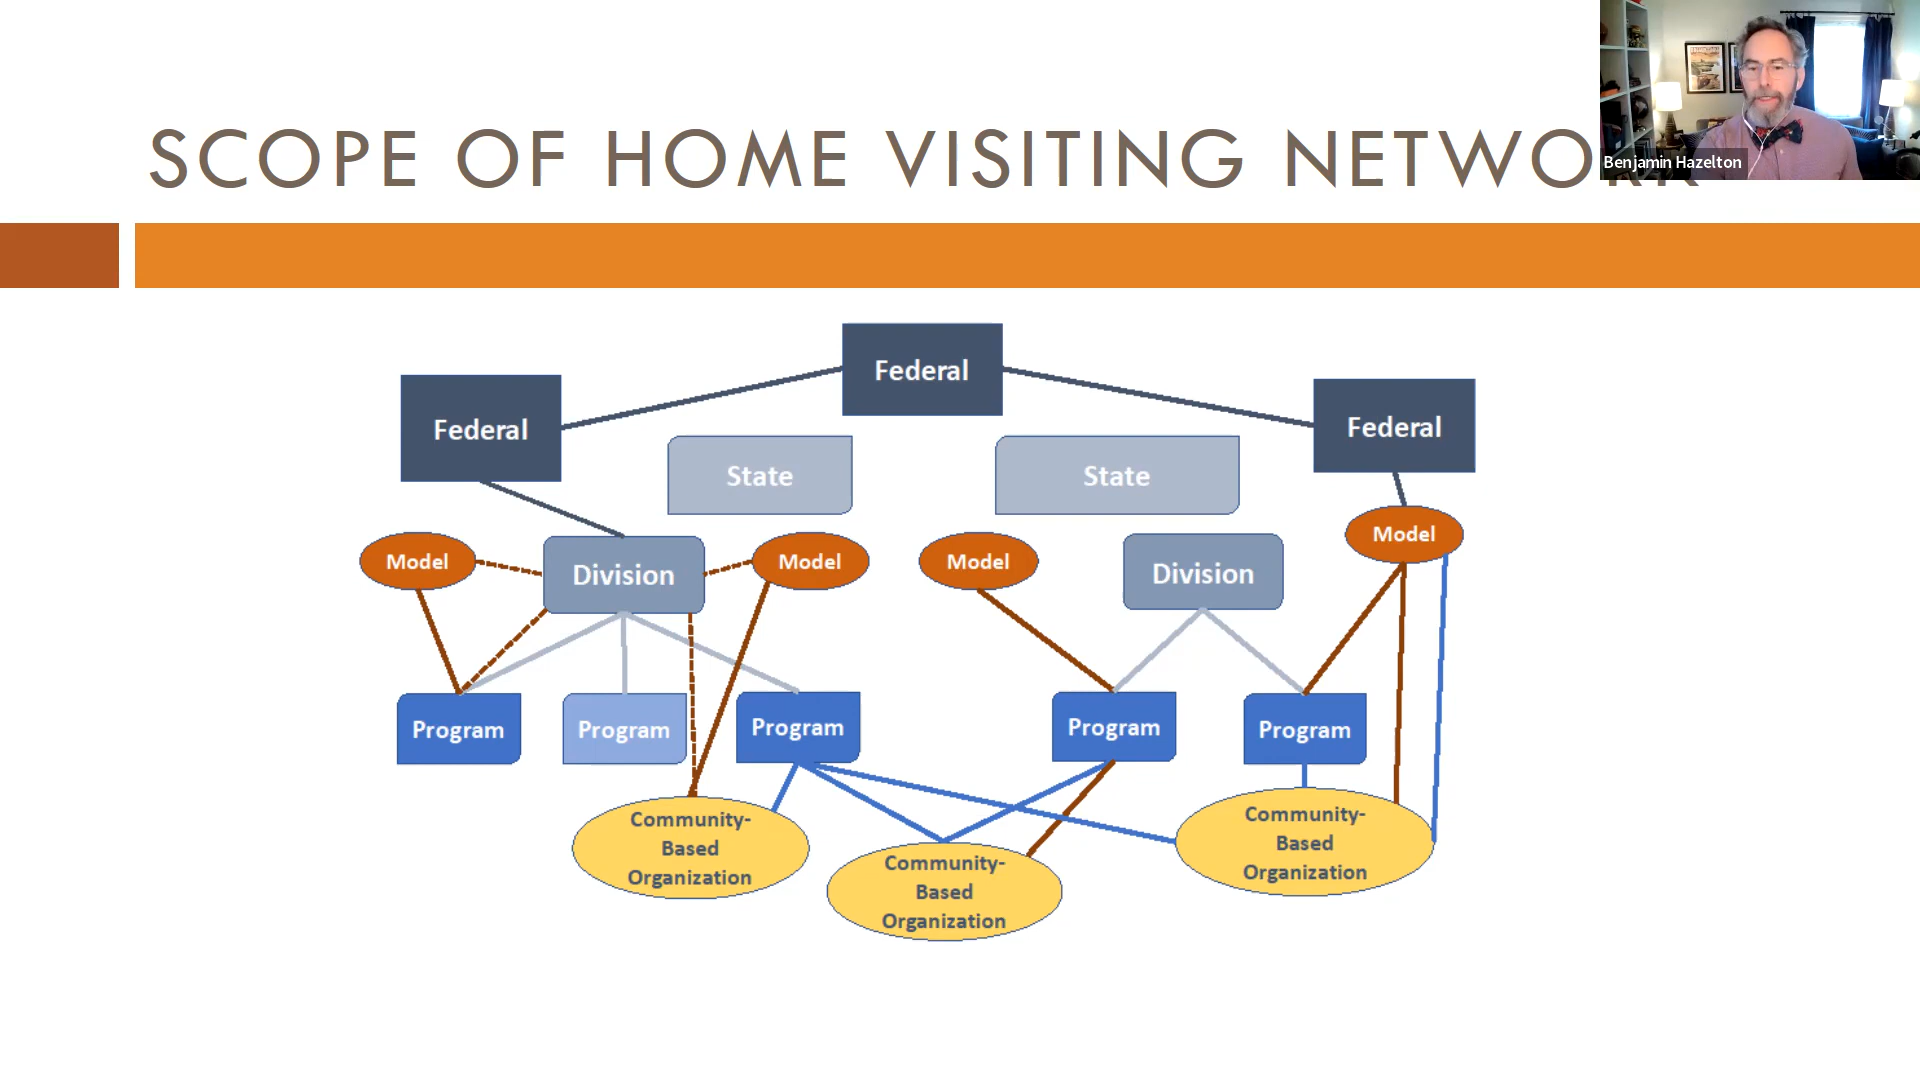 SCOPE OF HOME VISITING NETWORK
Benjamin Hazelton
Federal
Federal
Federal
State
State
Model
Division
Model
Model
Division
Model
Program
Program
Program
Program
Program
Community-
Based
Organization
Community-
Based
Organization
Community-
Based
Organization